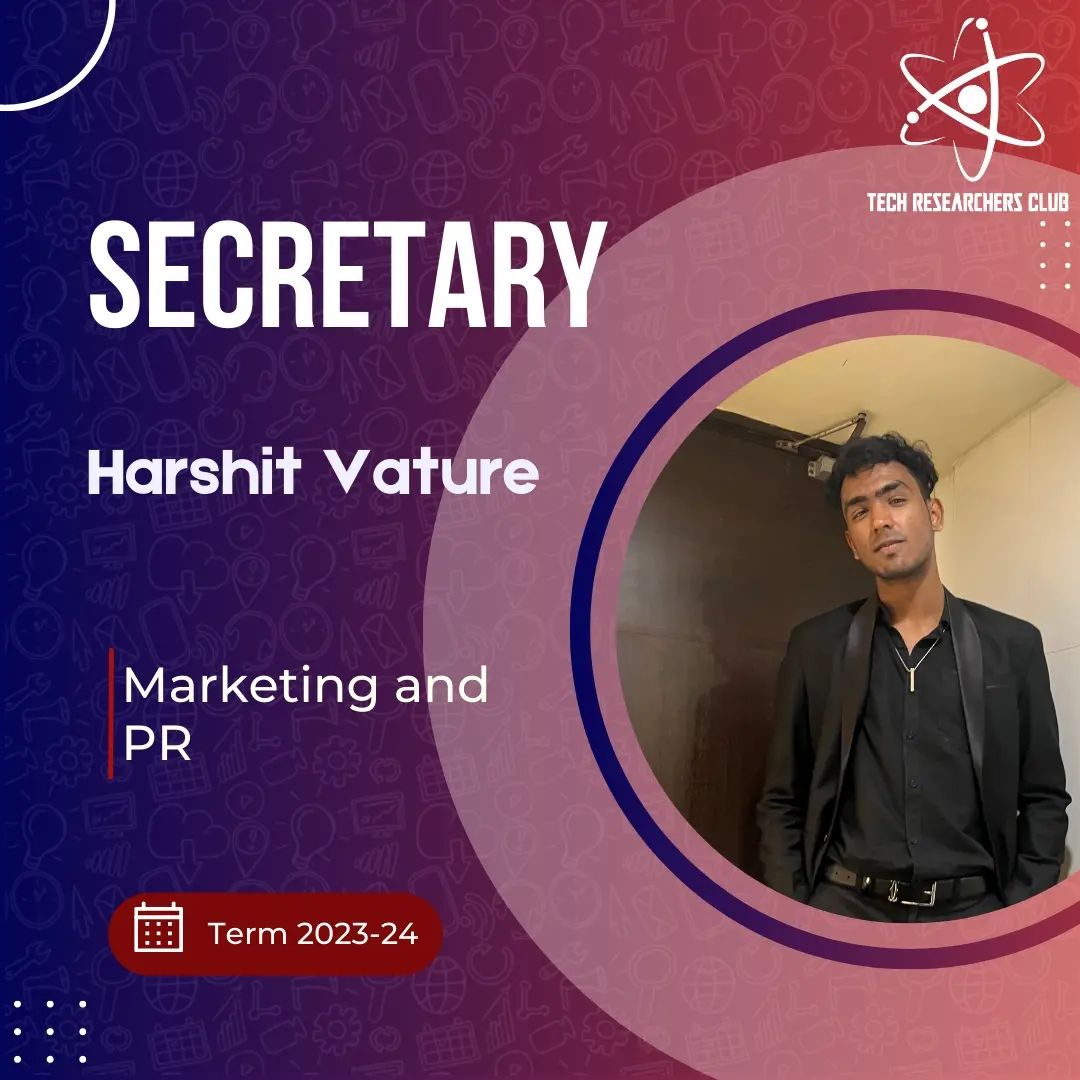 TECH RESEARCHERS CLUB
SECRETARY
Harshit Vature
Marketing and
PR
Term 2023-24